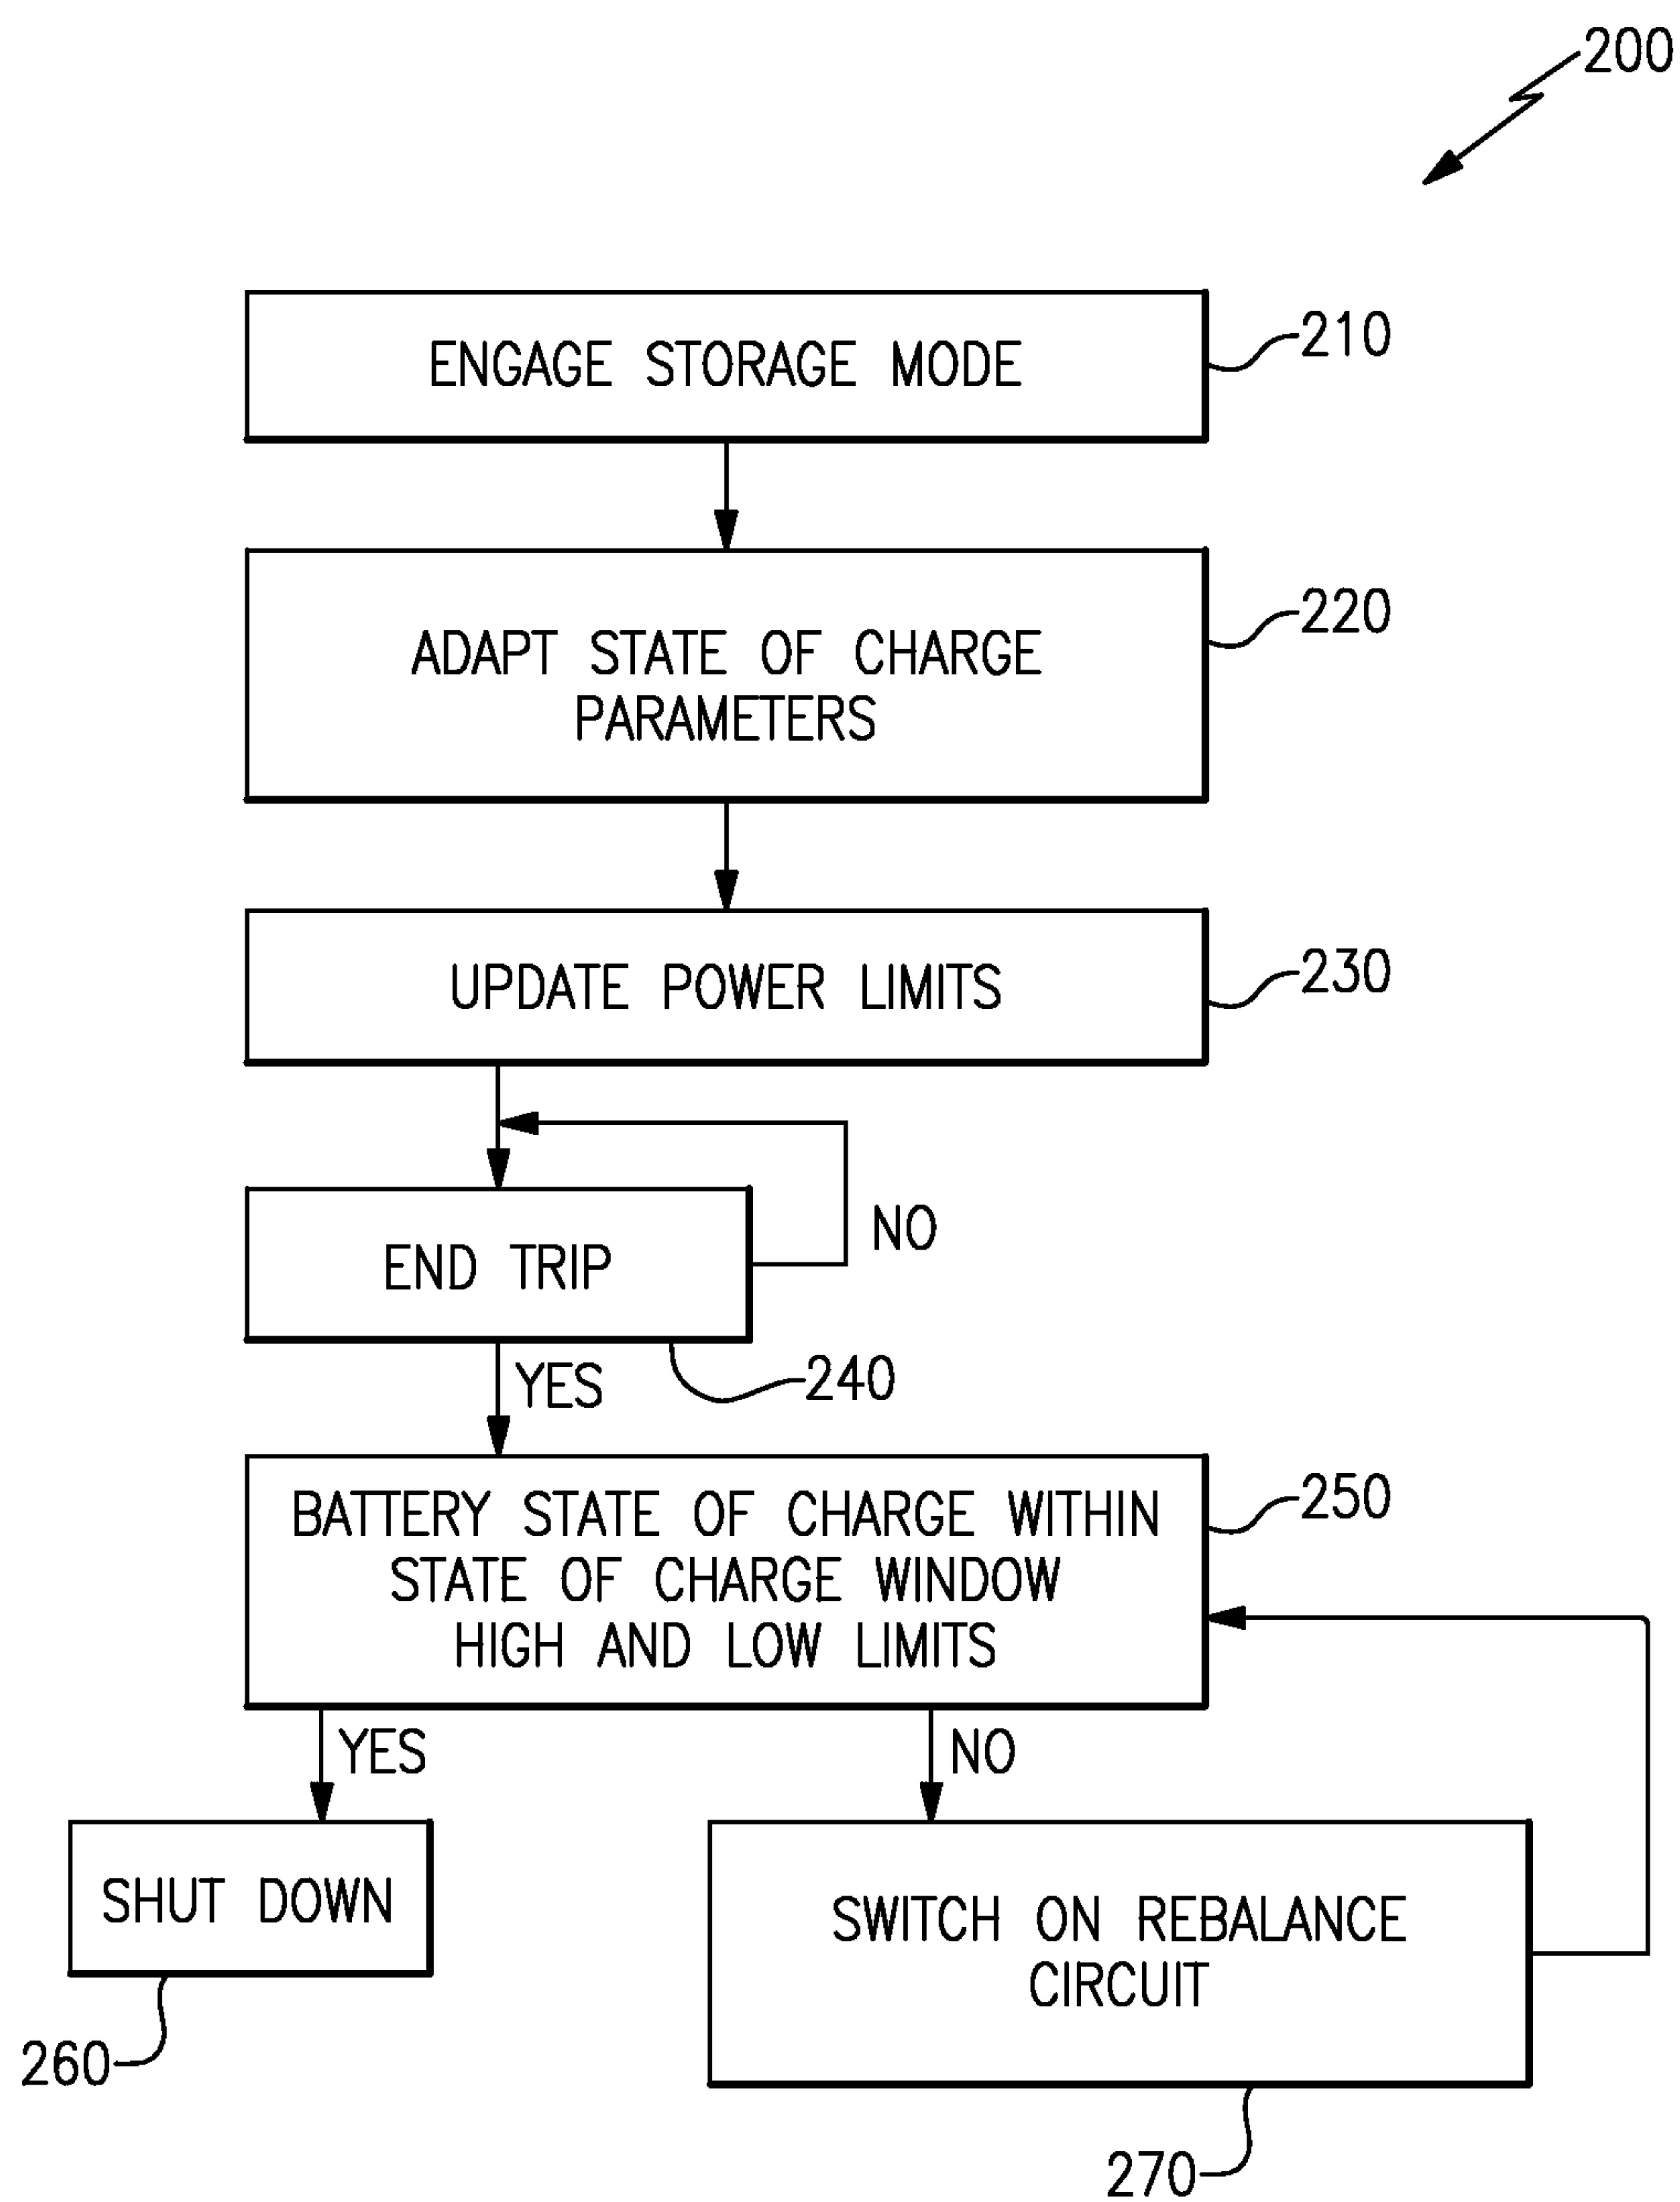 200
ENGAGE STORAGE MODE
210
ADAPT STATE OF CHARGE
PARAMETERS
220
UPDATE POWER LIMITS
230
END TRIP
NO
YES
240
BATTERY STATE OF CHARGE WITHIN
STATE OF CHARGE WINDOW
HIGH AND LOW LIMITS
250
YES
NO
SHUT DOWN
260
SWITCH ON REBALANCE
CIRCUIT
270